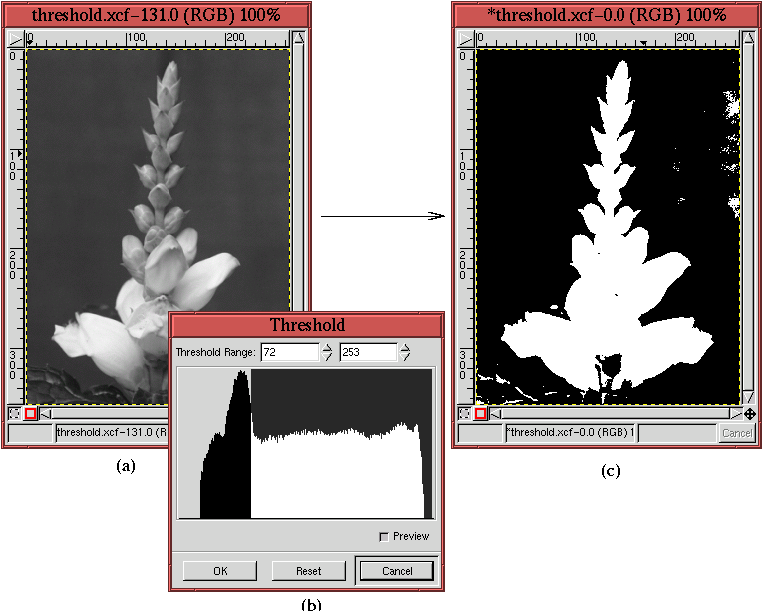 threshold.xcf-131.0 (RGB) 100%
0 100 200
0
100
200
300
threshold.xcf-131.0 (R
(a)
Threshold
Threshold Range: 72 253
Preview
OK Reset Cancel
(b)
*threshold.xcf-0.0 (RGB) 100%
0 100 200
0
100
200
300
*threshold.xcf-0.0 (RGB) 1
Cancel
(c)